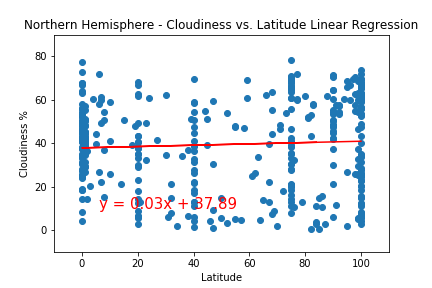 Northern Hemisphere - Cloudiness vs. Latitude Linear Regression
80
60
40
20
0
Cloudiness %
y = 0.03x + 37.89
0 20 40 60 80 100
Latitude